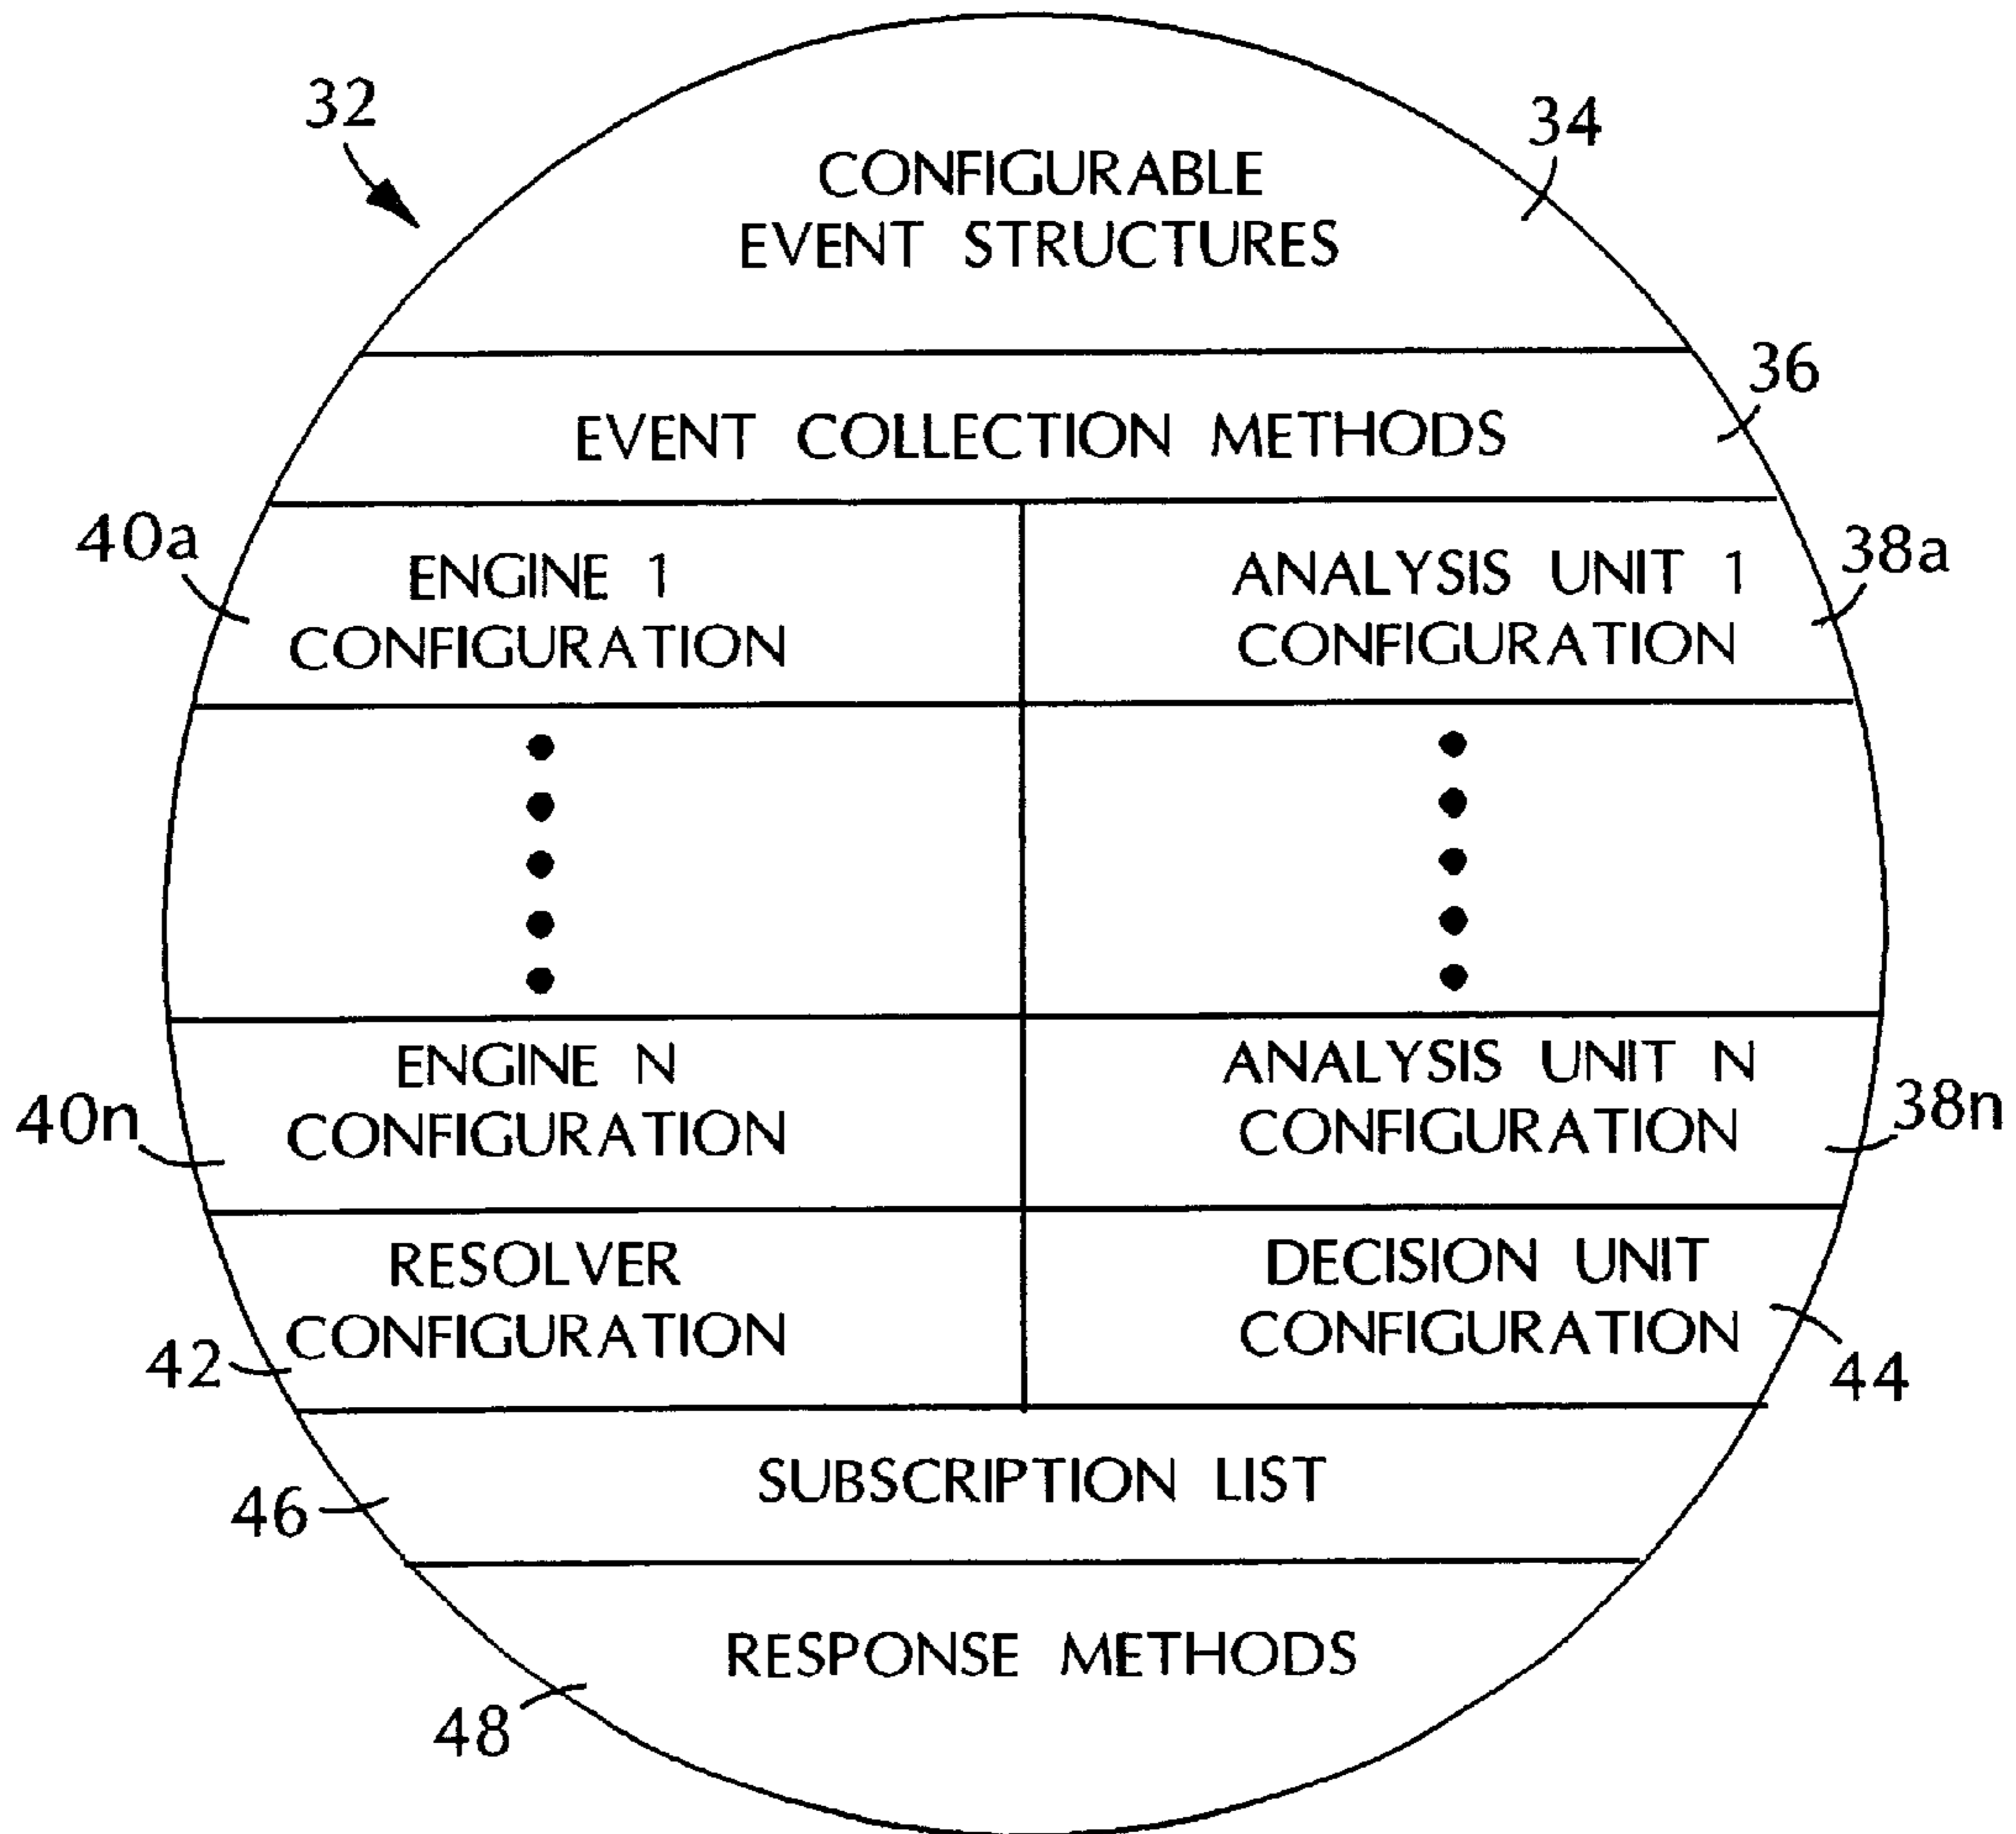 32
34
CONFIGURABLE
EVENT STRUCTURES
36
EVENT COLLECTION METHODS
40a
ENGINE 1
CONFIGURATION
ANALYSIS UNIT 1
CONFIGURATION
38a
ENGINE N
CONFIGURATION
40n
ANALYSIS UNIT N
CONFIGURATION
38n
RESOLVER
CONFIGURATION
42
DECISION UNIT
CONFIGURATION
44
SUBSCRIPTION LIST
46
RESPONSE METHODS
48